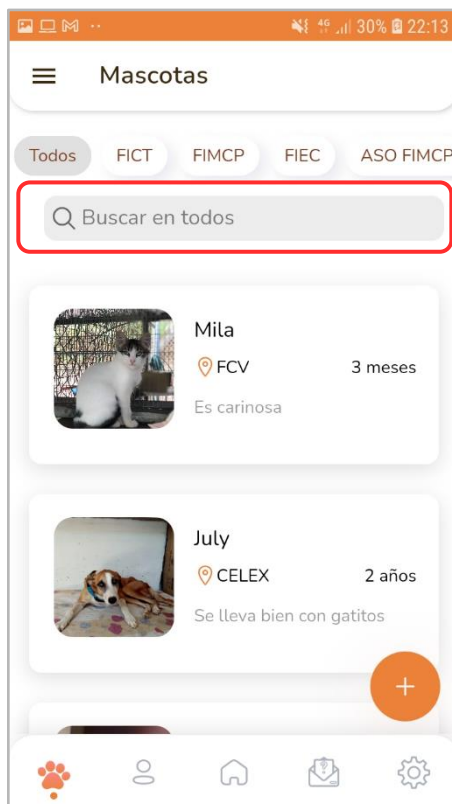 30% 22:13
Mascotas
Todos FICT FIMCP FIEC ASO FIMCP
Buscar en todos
Mila
FCV 3 meses
Es carinosa
July
CELEX 2 años
Se lleva bien con gatitos